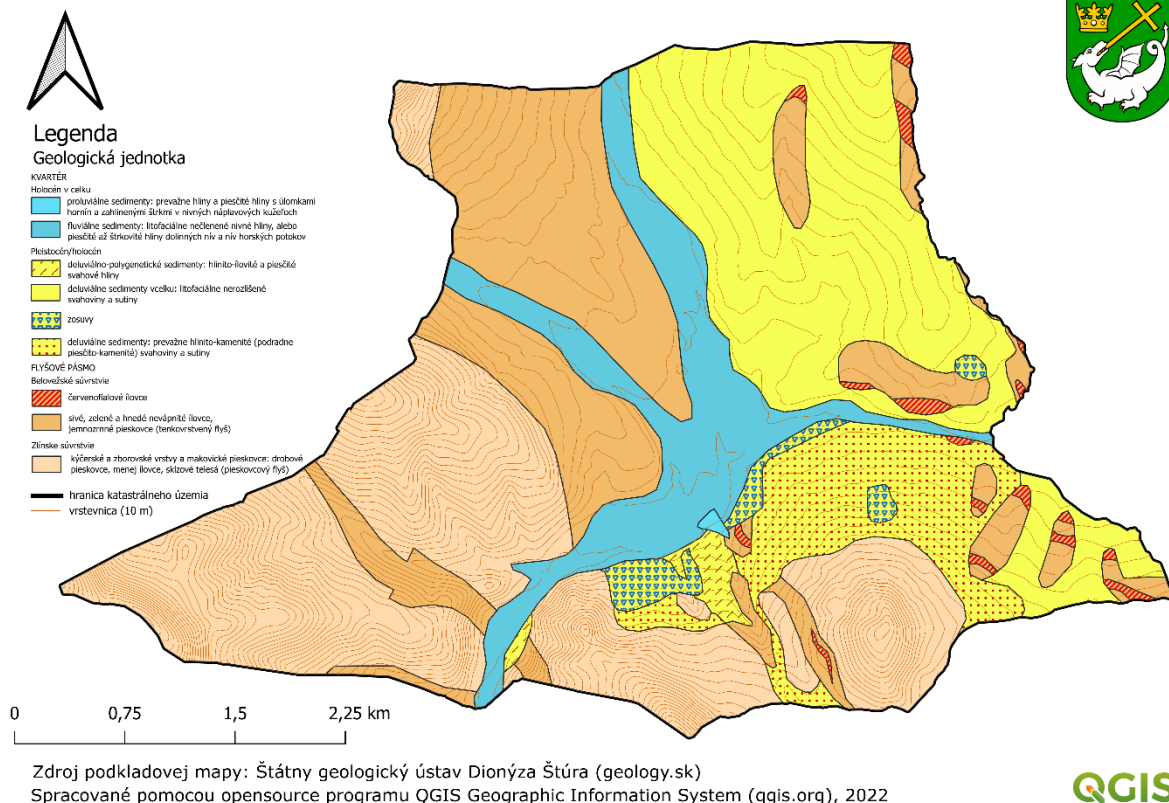 Legenda
Geologická jednotka
KVARTÉR
Holocén v celku
proluviálne sedimenty: prevažne hliny a piesčité hliny s úlomkami
hornín a zahlinenými štrkmi v nivných náplavových kužeľoch
fluviálne sedimenty: litofaciálne nečlenené nivné hliny, alebo
piesčité až štrkovité hliny dolinných nív a nív horských potokov
Pleistocén/holocén
deluviálno-polygenetické sedimenty: hlinito-ílovité a piesčité
svahové hliny
deluviálne sedimenty vcelku: litofaciálne nerozlíšené
svahoviny a sutiny
zosuvy
deluviálne sedimenty: prevažne hlinito-kamenité (podradne
piesčito-kamenité) svahoviny a sutiny
FLYŠOVÉ PÁSMO
Belovežské súvrstvie
červenofialové ílovce
sivé, zelené a hnedé nevápnité ílovce,
jemnozrnné pieskovce (tenkovrstvený flyš)
Zlínske súvrstvie
kýčerské a zborovské vrstvy a makovické pieskovce: drobové
pieskovce, menej ílovce, sklzové telesá (pieskovcový flyš)
hranica katastrálneho územia
vrstevnica (10 m)
0 0,75 1,5 2,25 km
Zdroj podkladovej mapy: Štátny geologický ústav Dionýza Štúra (geology.sk)
Spracované pomocou opensource programu QGIS Geographic Information System (qgis.org), 2022
QGIS